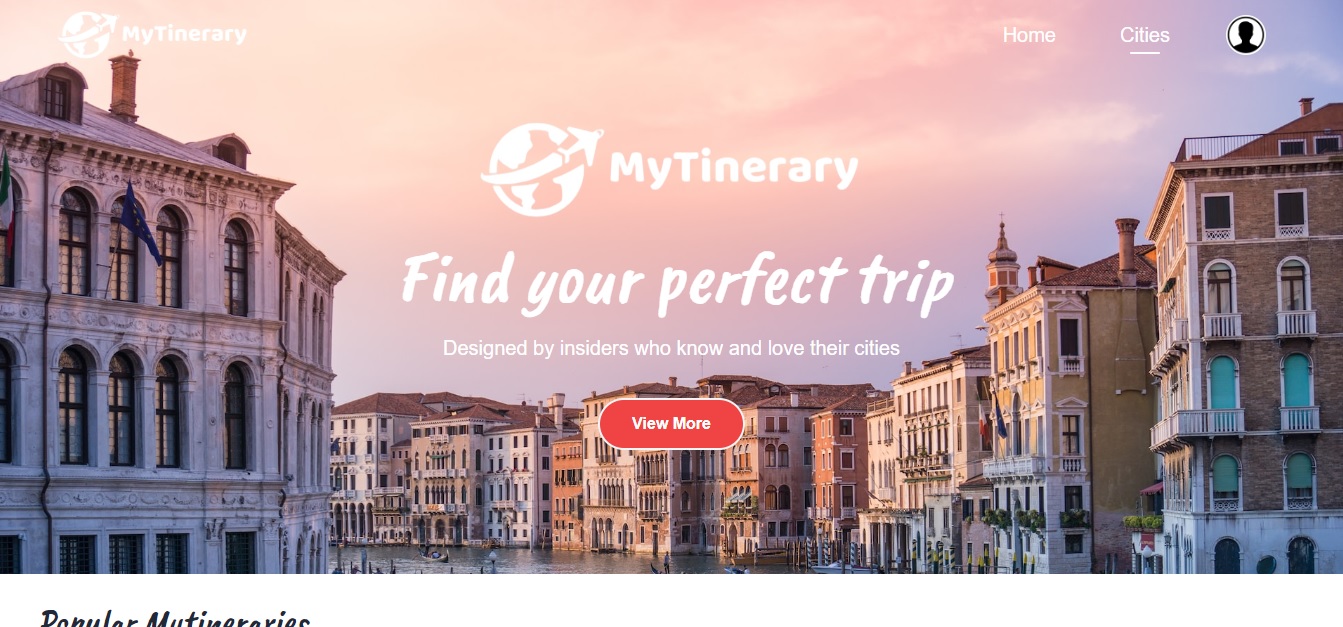 MyTinerary
Home
Cities
MyTinerary
Find your perfect trip
Designed by insiders who know and love their cities
View More
Popular Mytineraries